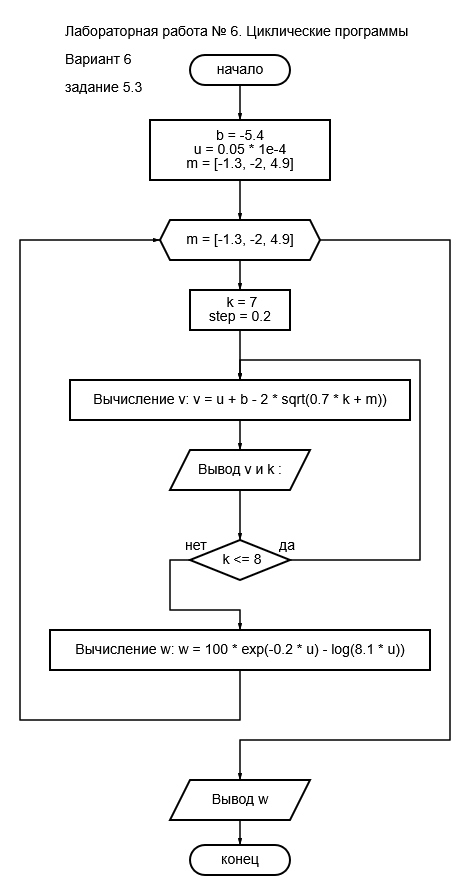 Лабораторная работа № 6. Циклические программы
Вариант 6
задание 5.3
начало
b = -5.4
u = 0.05 * 1e-4
m = [-1.3, -2, 4.9]
m = [-1.3, -2, 4.9]
k = 7
step = 0.2
Вычисление v: v = u + b - 2 * sqrt(0.7 * k + m))
Вывод v и k :
нет
да
k <= 8
Вычисление w: w = 100 * exp(-0.2 * u) - log(8.1 * u))
Вывод w
конец